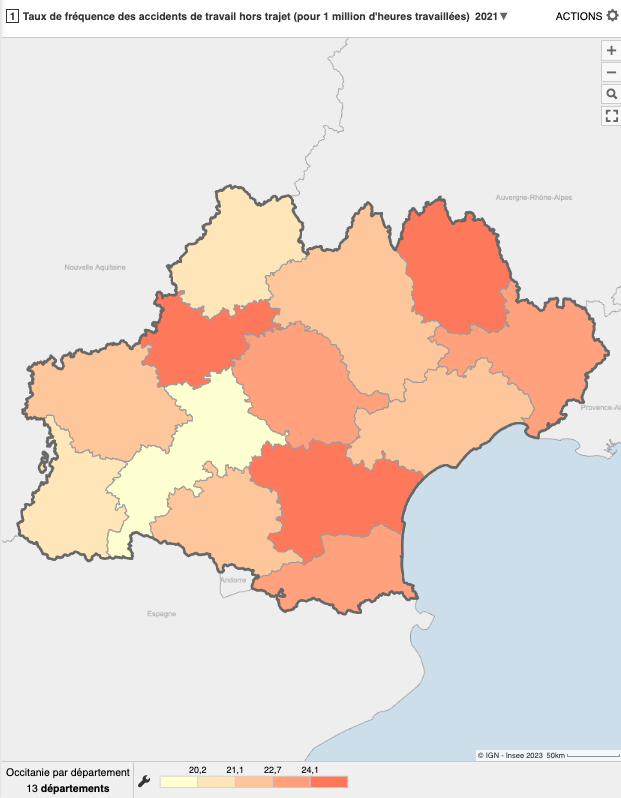 1 Taux de fréquence des accidents de travail hors trajet (pour 1 million d'heures travaillées) 2021▼ ACTIONS
+
−
Auvergne-Rhône-Alpes
Nouvelle Aquitaine
Provence-Al
Andorre
Espagne
© IGN - Insee 2023 50km
Occitanie par département
13 départements
20,2 21,1 22,7 24,1